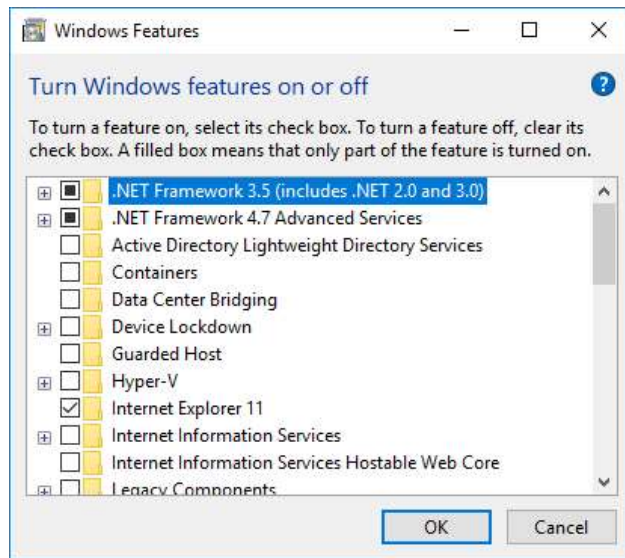 Windows Features
Turn Windows features on or off
To turn a feature on, select its check box. To turn a feature off, clear its
check box. A filled box means that only part of the feature is turned on.
.NET Framework 3.5 (includes .NET 2.0 and 3.0)
.NET Framework 4.7 Advanced Services
Active Directory Lightweight Directory Services
Containers
Data Center Bridging
Device Lockdown
Guarded Host
Hyper-V
Internet Explorer 11
Internet Information Services
Internet Information Services Hostable Web Core
Legacy Components
OK Cancel